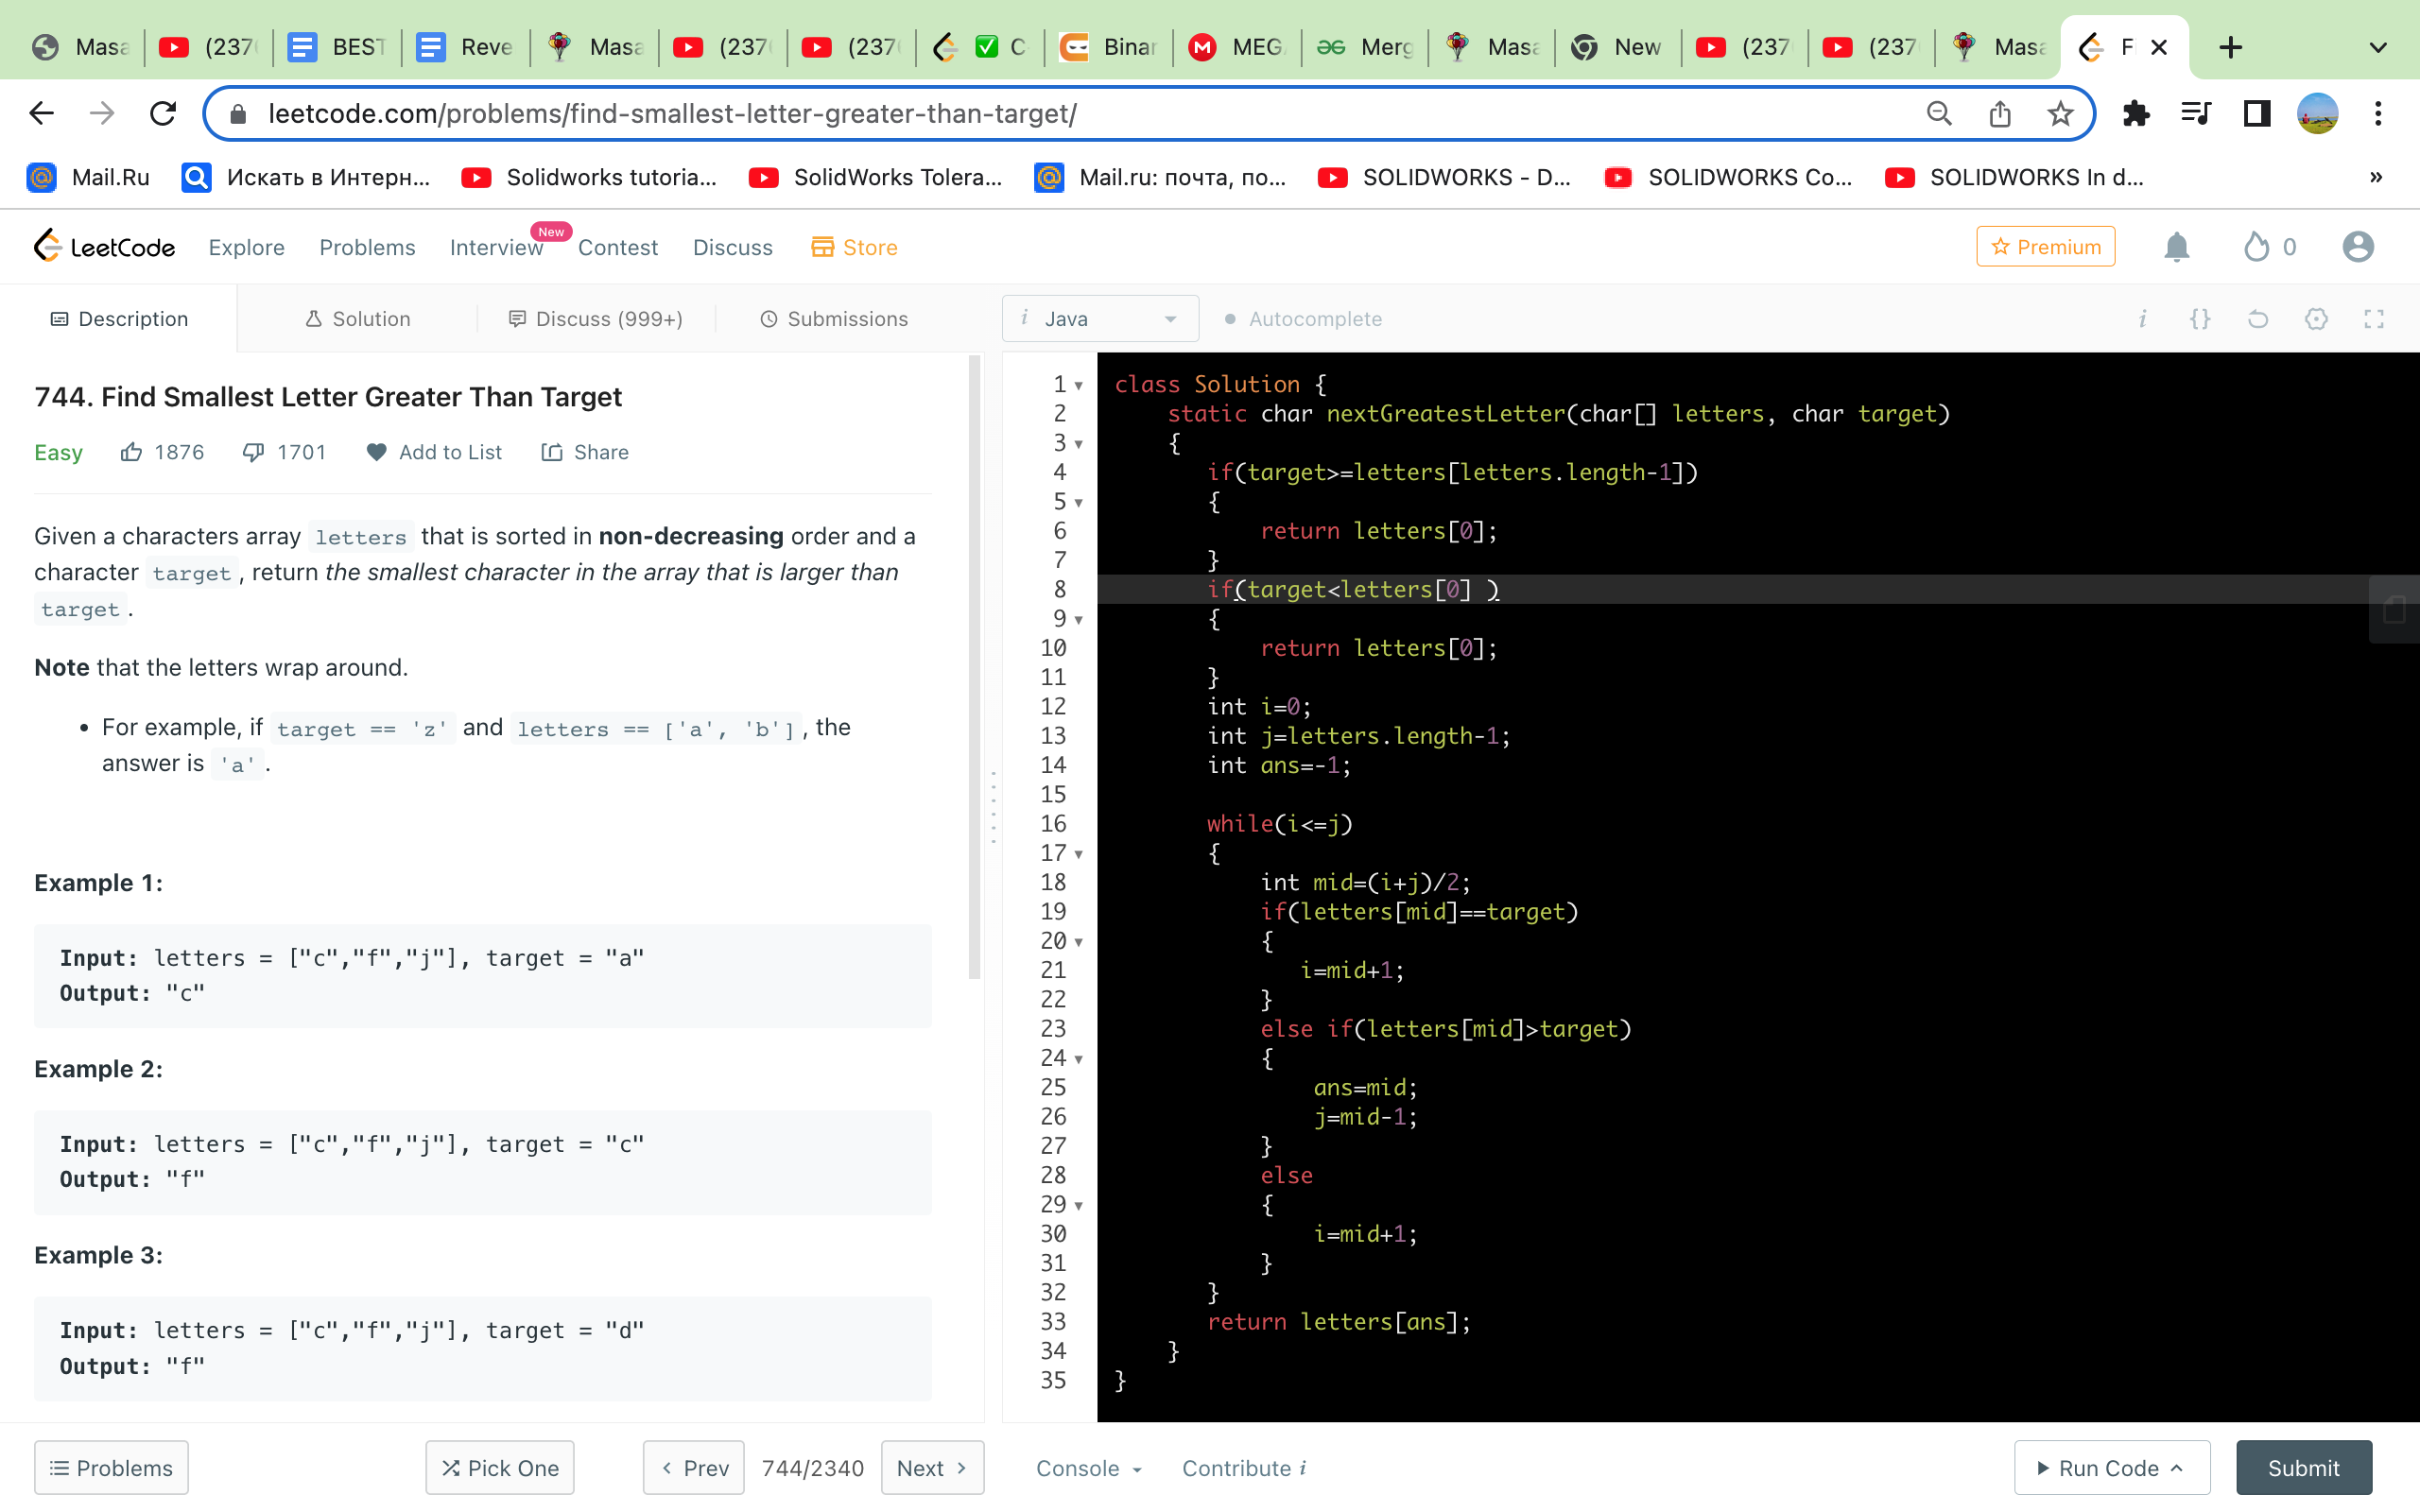 Masa (237 BEST Reve Masa (237 (237 C Binar MEG Merg Masa New (237 (237 Masa F
leetcode.com/problems/find-smallest-letter-greater-than-target/
Mail.Ru Искать в Интерн... Solidworks tutoria... SolidWorks Tolera... Mail.ru: почта, по... SOLIDWORKS - D... SOLIDWORKS Co... SOLIDWORKS In d... »
LeetCode Explore Problems Interview New Contest Discuss Store Premium 0
Description Solution Discuss (999+) Submissions i Java Autocomplete i {}
744. Find Smallest Letter Greater Than Target
Easy 1876 1701 Add to List Share
Given a characters array letters that is sorted in non-decreasing order and a
character target, return the smallest character in the array that is larger than
target.
Note that the letters wrap around.
• For example, if target == 'z' and letters == ['a', 'b'], the
answer is 'a'.
Example 1:
Input: letters = ["c","f","j"], target = "a"
Output: "c"
Example 2:
Input: letters = ["c","f","j"], target = "c"
Output: "f"
Example 3:
Input: letters = ["c","f","j"], target = "d"
Output: "f"
1 class Solution {
2 static char nextGreatestLetter(char[] letters, char target)
3 {
4 if(target>=letters[letters.length-1])
5 {
6 return letters[0];
7 }
8 if(target<letters[0] )
9 {
10 return letters[0];
11 }
12 int i=0;
13 int j=letters.length-1;
14 int ans=-1;
15
16 while(i<=j)
17 {
18 int mid=(i+j)/2;
19 if(letters[mid]==target)
20 {
21 i=mid+1;
22 }
23 else if(letters[mid]>target)
24 {
25 ans=mid;
26 j=mid-1;
27 }
28 else
29 {
30 i=mid+1;
31 }
32 }
33 return letters[ans];
34 }
35 }
Problems Pick One Prev 744/2340 Next Console Contribute i Run Code Submit